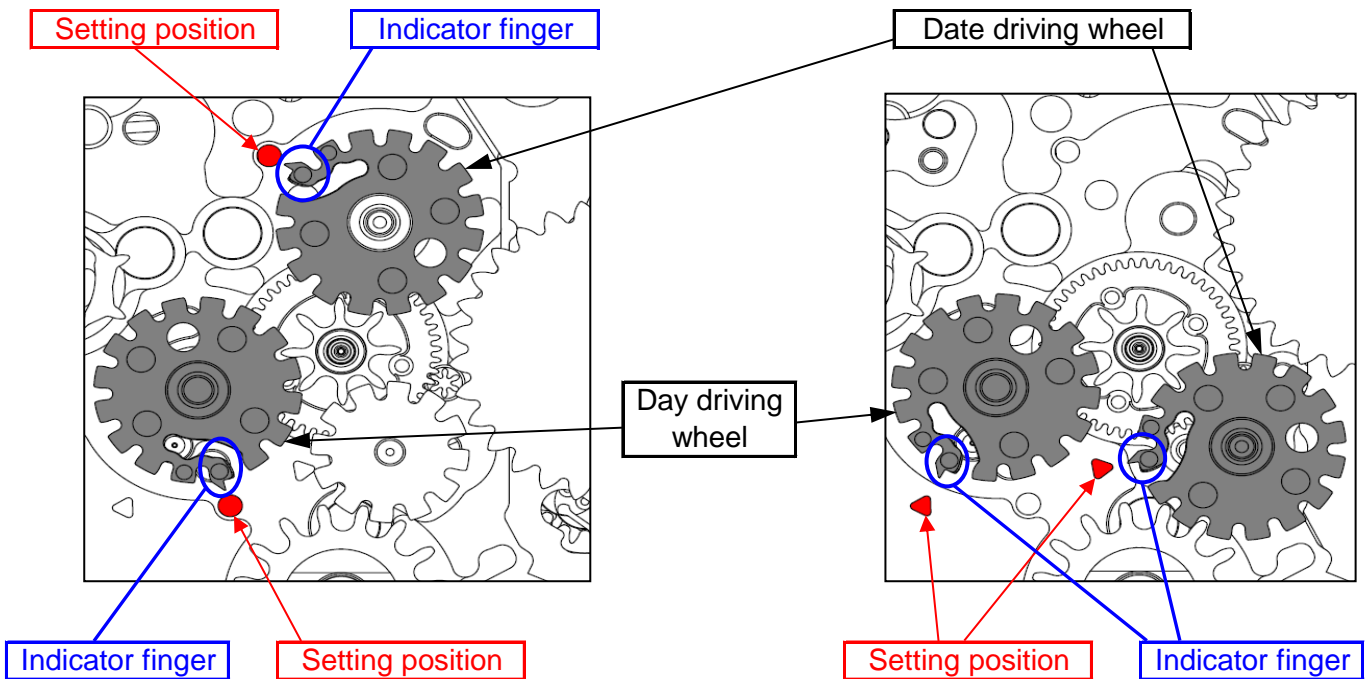 Setting position
Indicator finger
Date driving wheel
Day driving
wheel
Indicator finger
Setting position
Setting position
Indicator finger